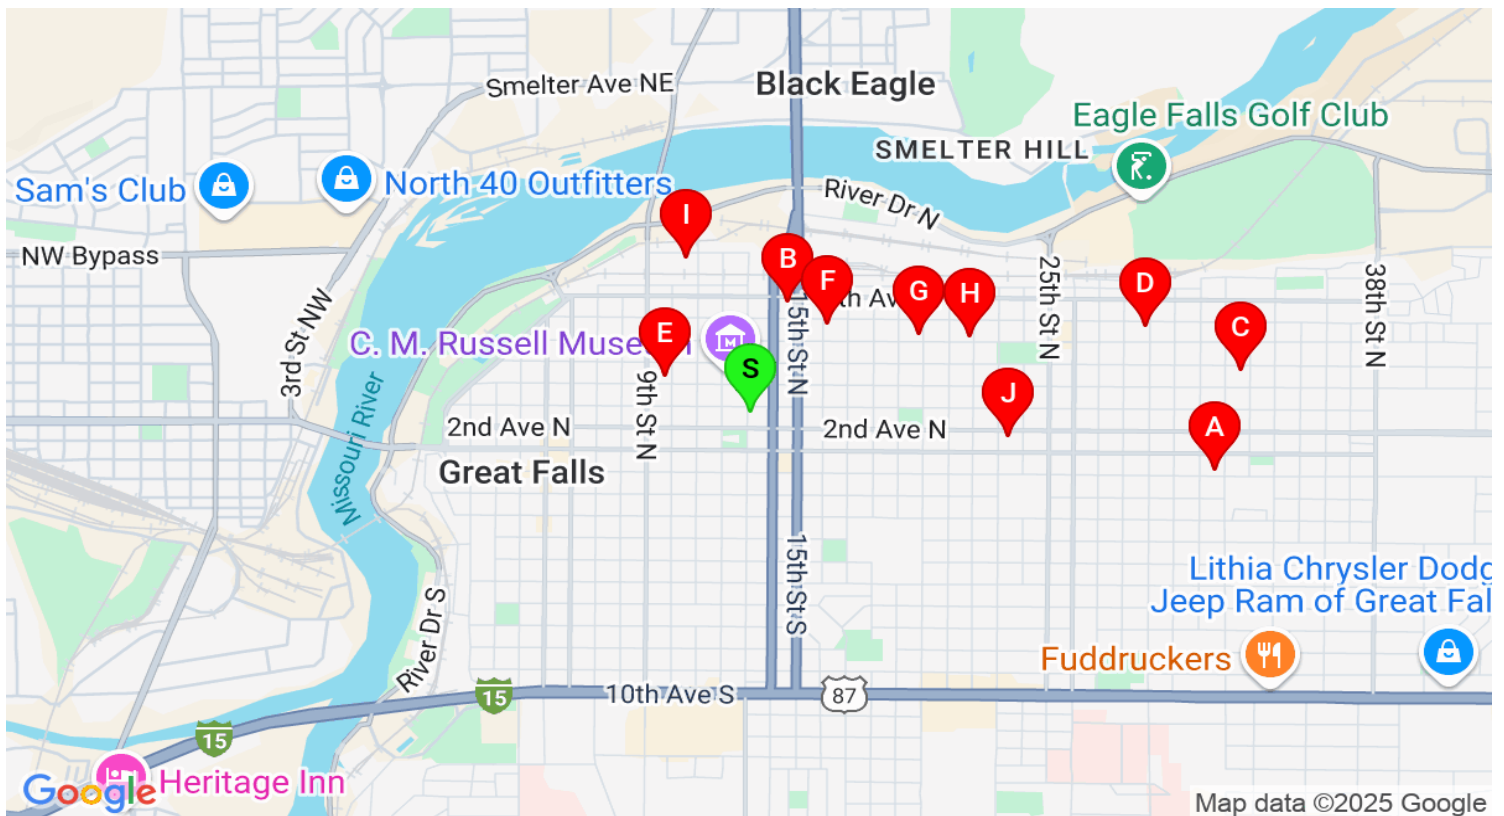 Smelter Ave NE
Black Eagle
Eagle Falls Golf Club
SMELTER HILL
Sam's Club
North 40 Outfitters
River Dr N
I
NW Bypass
B
F
G
H
D
C
th Av
15th St N
25th St N
38th St N
3rd St NW
E
C. M. Russell Muse
M
S
J
A
Missouri River
9th St N
2nd Ave N
2nd Ave N
Great Falls
15th St S
Lithia Chrysler Dodg
Jeep Ram of Great Fal
River Dr S
Fuddruckers
15
10th Ave S
87
15
Heritage Inn
Google
Map data ©2025 Google